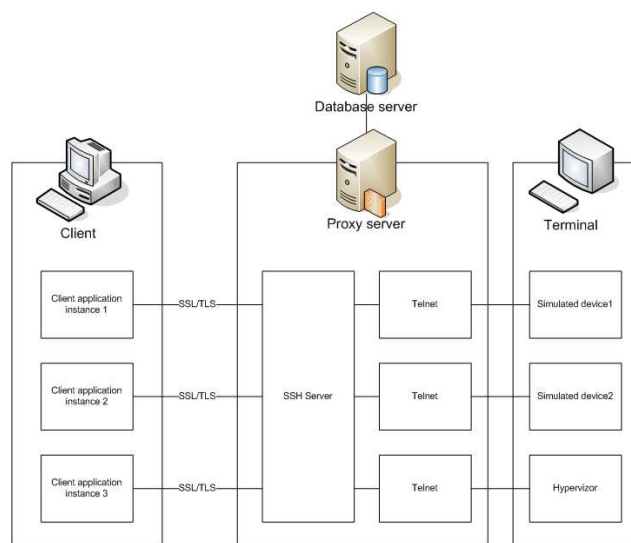 Database server
Client
Proxy server
Terminal
Client application
instance 1
SSL/TLS
SSH Server
Telnet
Simulated device1
Client application
instance 2
SSL/TLS
Telnet
Simulated device2
Client application
instance 3
SSL/TLS
Telnet
Hypervizor